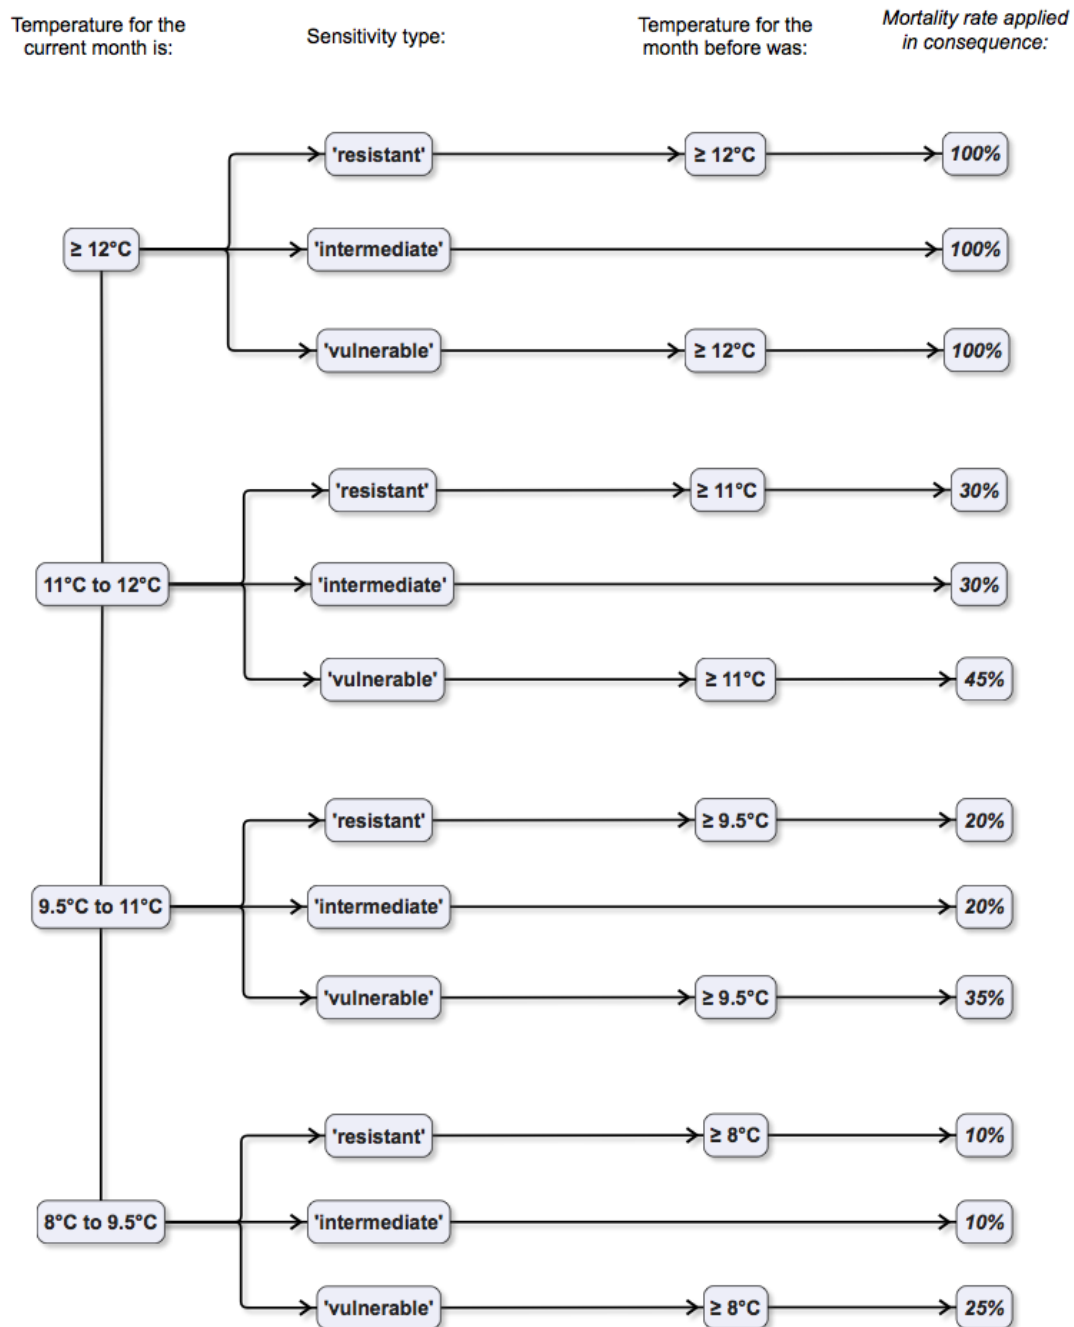 Temperature for the
current month is:
Sensitivity type:
Temperature for the
month before was:
Mortality rate applied
in consequence:
≥ 12°C
'resistant'
≥ 12°C
100%
'intermediate'
100%
'vulnerable'
≥ 12°C
100%
11°C to 12°C
'resistant'
≥ 11°C
30%
'intermediate'
30%
'vulnerable'
≥ 11°C
45%
9.5°C to 11°C
'resistant'
≥ 9.5°C
20%
'intermediate'
20%
'vulnerable'
≥ 9.5°C
35%
8°C to 9.5°C
'resistant'
≥ 8°C
10%
'intermediate'
10%
'vulnerable'
≥ 8°C
25%